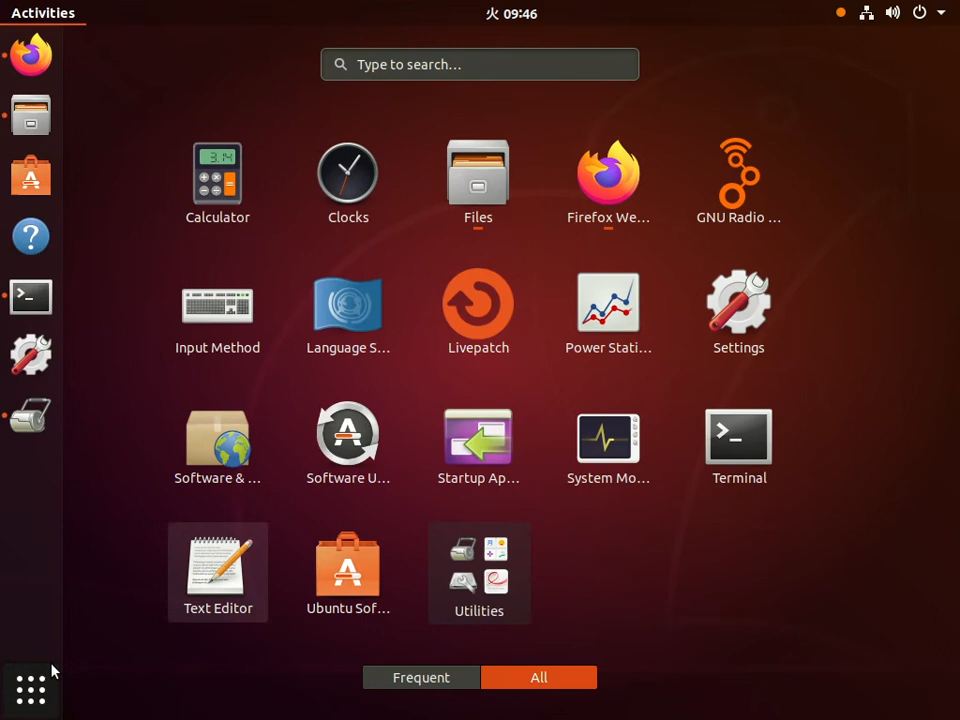 Activities
火 09:46
Type to search…
3.14
Calculator
Clocks
Files
Firefox We…
GNU Radio …
Input Method
Language S…
Livepatch
Power Stati…
Settings
Software & …
Software U…
Startup Ap…
System Mo…
Terminal
Text Editor
Ubuntu Sof…
Utilities
Frequent
All